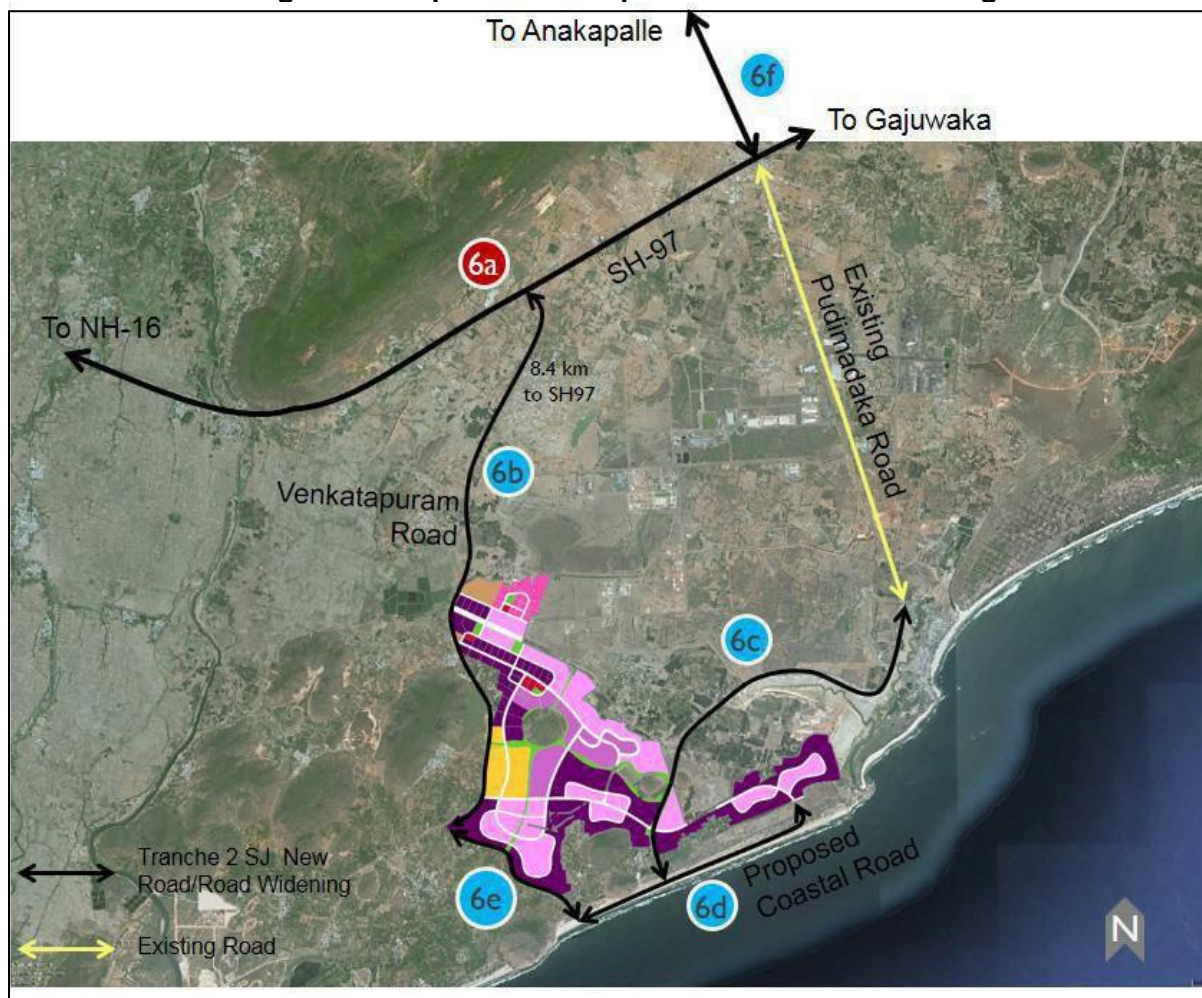 To Anakapalle
6f
To Gajuwaka
6a
SH-97
To NH-16
Existing
Pudimadaka Road
8.4 km
to SH97
6b
Venkatapuram
Road
6c
Tranche 2 SJ New
Road/Road Widening
Proposed
Coastal Road
6e
6d
Existing Road
N